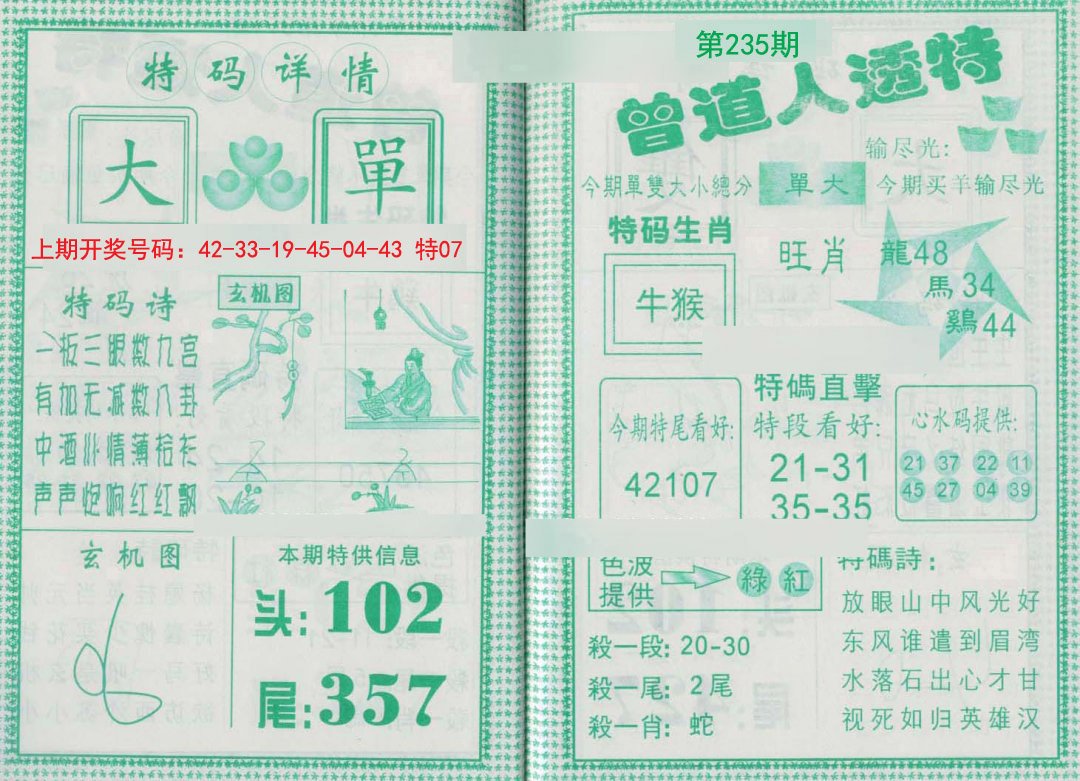 特码详情
大
單
上期开奖号码：42-33-19-45-04-43 特07
特码诗
一板三眼数九宫
有加无减数八卦
中酒心情薄拾衫
声声炮响红红飘
玄机图
玄机图
本期特供信息
头:102
尾:357
第235期
曾道人透特
输尽光:
今期單雙大小總分
單大
今期买羊输尽光
特码生肖
牛猴
旺肖
龍48
馬34
鷄44
今期特尾看好:
42107
特碼直擊
特段看好:
21-31
35-35
心水码提供:
21 37 22 11
45 27 04 39
色波
提供
綠 紅
殺一段: 20-30
殺一尾: 2尾
殺一肖: 蛇
特碼詩:
放眼山中风光好
东风谁遣到眉湾
水落石出心才甘
视死如归英雄汉